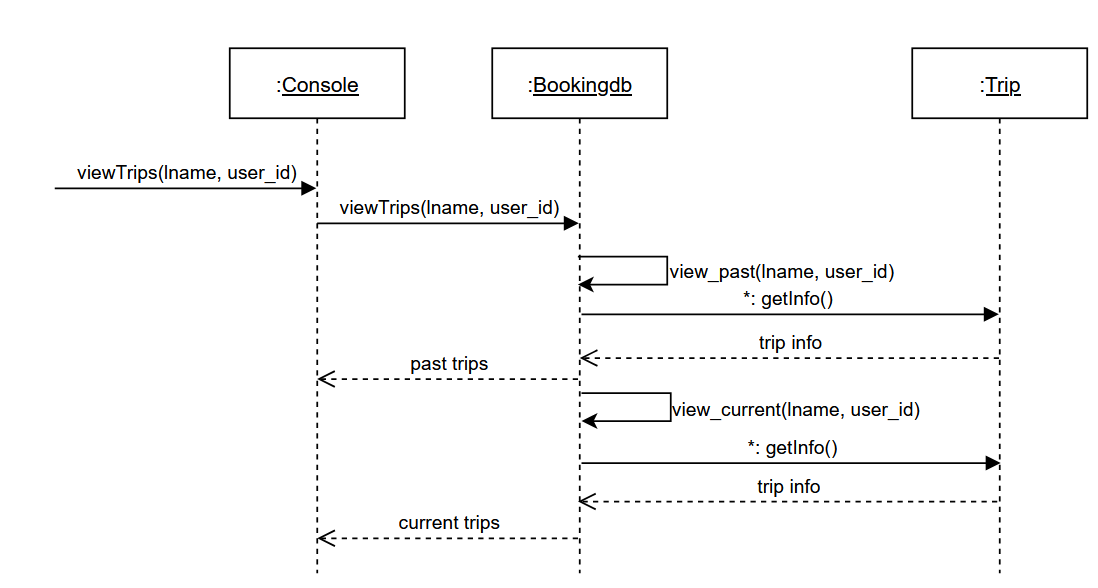 :Console
:Bookingdb
:Trip
viewTrips(lname, user_id)
viewTrips(lname, user_id)
view_past(lname, user_id)
*: getInfo()
trip info
past trips
view_current(lname, user_id)
*: getInfo()
trip info
current trips